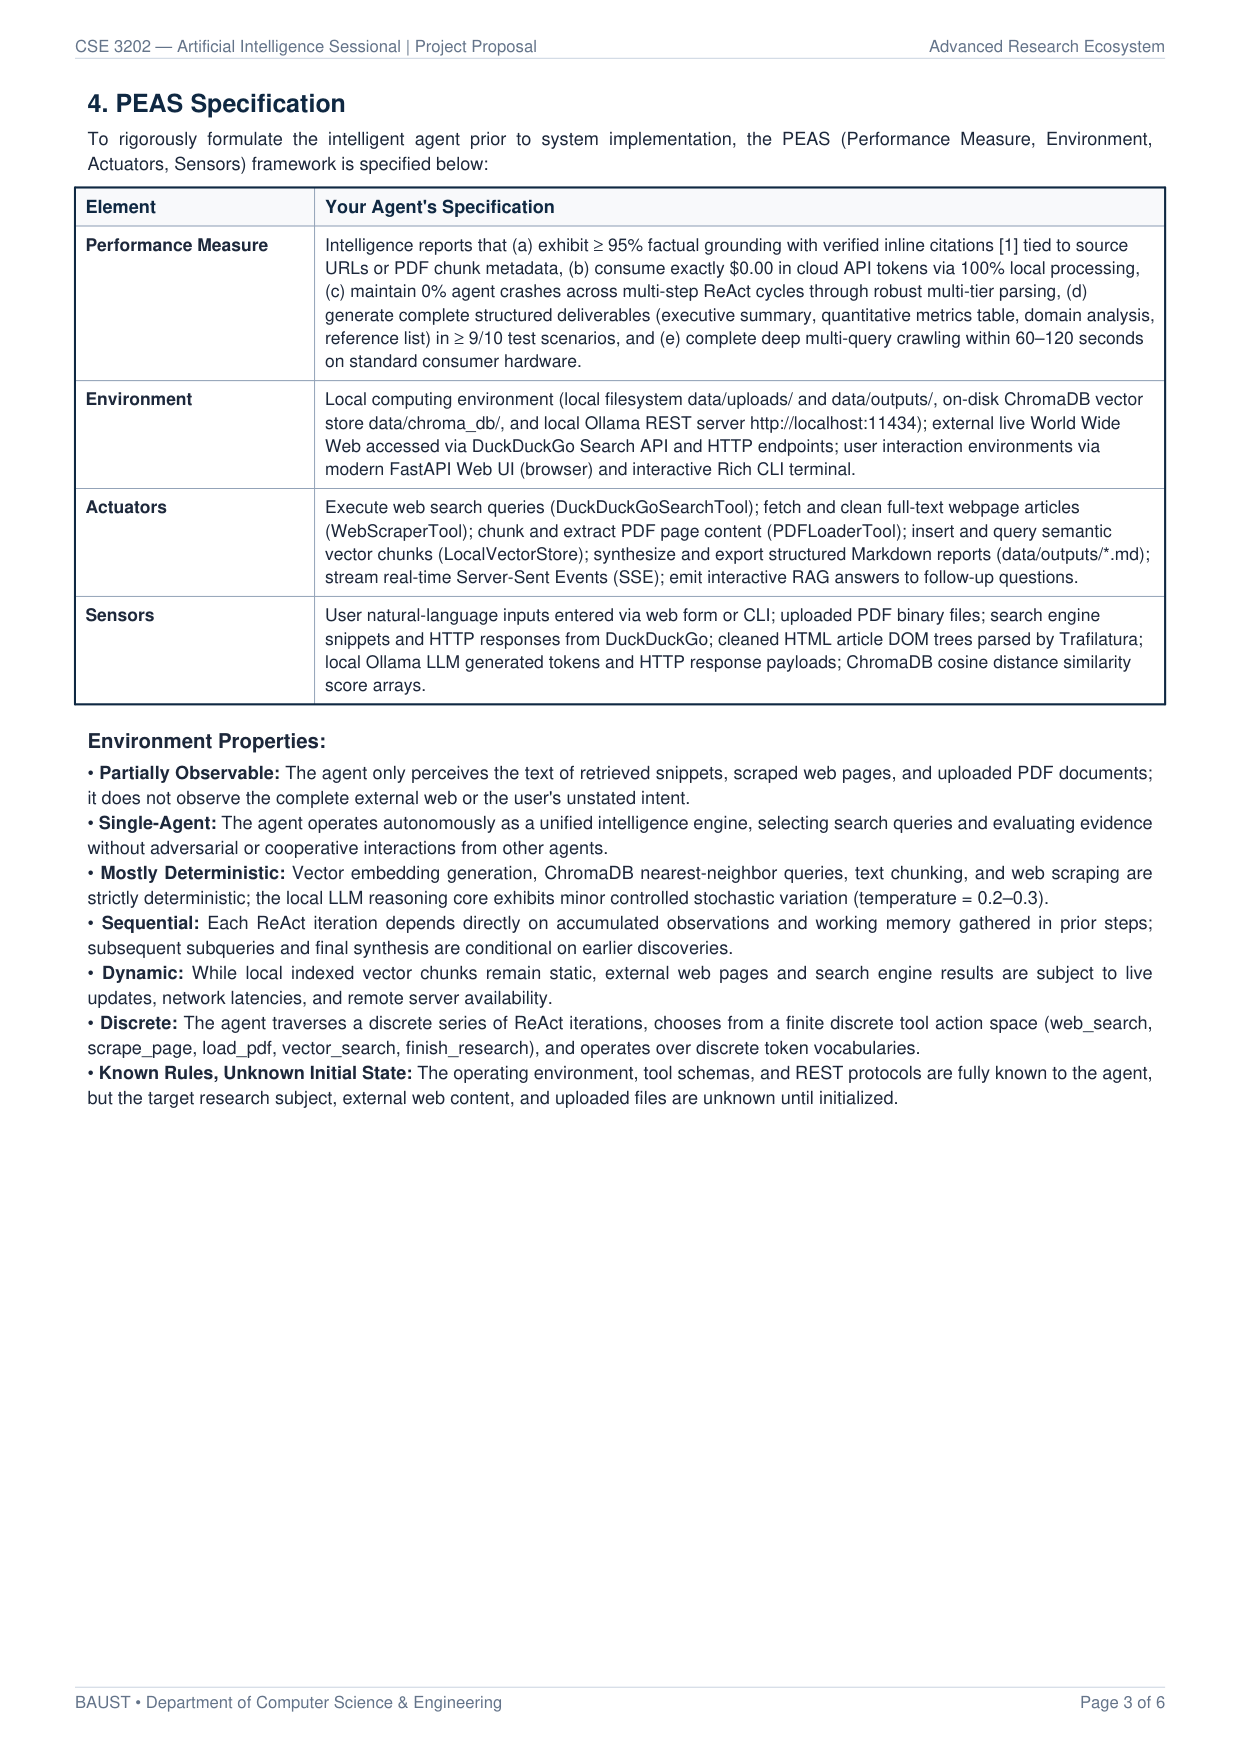 CSE 3202 — Artificial Intelligence Sessional | Project Proposal
Advanced Research Ecosystem
4. PEAS Specification
To rigorously formulate the intelligent agent prior to system implementation, the PEAS (Performance Measure, Environment,
Actuators, Sensors) framework is specified below:
Element
Your Agent's Specification
Performance Measure
Intelligence reports that (a) exhibit ≥ 95% factual grounding with verified inline citations [1] tied to source
URLs or PDF chunk metadata, (b) consume exactly $0.00 in cloud API tokens via 100% local processing,
(c) maintain 0% agent crashes across multi-step ReAct cycles through robust multi-tier parsing, (d)
generate complete structured deliverables (executive summary, quantitative metrics table, domain analysis,
reference list) in ≥ 9/10 test scenarios, and (e) complete deep multi-query crawling within 60–120 seconds
on standard consumer hardware.
Environment
Local computing environment (local filesystem data/uploads/ and data/outputs/, on-disk ChromaDB vector
store data/chroma_db/, and local Ollama REST server http://localhost:11434); external live World Wide
Web accessed via DuckDuckGo Search API and HTTP endpoints; user interaction environments via
modern FastAPI Web UI (browser) and interactive Rich CLI terminal.
Actuators
Execute web search queries (DuckDuckGoSearchTool); fetch and clean full-text webpage articles
(WebScraperTool); chunk and extract PDF page content (PDFLoaderTool); insert and query semantic
vector chunks (LocalVectorStore); synthesize and export structured Markdown reports (data/outputs/*.md);
stream real-time Server-Sent Events (SSE); emit interactive RAG answers to follow-up questions.
Sensors
User natural-language inputs entered via web form or CLI; uploaded PDF binary files; search engine
snippets and HTTP responses from DuckDuckGo; cleaned HTML article DOM trees parsed by Trafilatura;
local Ollama LLM generated tokens and HTTP response payloads; ChromaDB cosine distance similarity
score arrays.
Environment Properties:
• Partially Observable: The agent only perceives the text of retrieved snippets, scraped web pages, and uploaded PDF documents;
it does not observe the complete external web or the user's unstated intent.
• Single-Agent: The agent operates autonomously as a unified intelligence engine, selecting search queries and evaluating evidence
without adversarial or cooperative interactions from other agents.
• Mostly Deterministic: Vector embedding generation, ChromaDB nearest-neighbor queries, text chunking, and web scraping are
strictly deterministic; the local LLM reasoning core exhibits minor controlled stochastic variation (temperature = 0.2–0.3).
• Sequential: Each ReAct iteration depends directly on accumulated observations and working memory gathered in prior steps;
subsequent subqueries and final synthesis are conditional on earlier discoveries.
• Dynamic: While local indexed vector chunks remain static, external web pages and search engine results are subject to live
updates, network latencies, and remote server availability.
• Discrete: The agent traverses a discrete series of ReAct iterations, chooses from a finite discrete tool action space (web_search,
scrape_page, load_pdf, vector_search, finish_research), and operates over discrete token vocabularies.
• Known Rules, Unknown Initial State: The operating environment, tool schemas, and REST protocols are fully known to the agent,
but the target research subject, external web content, and uploaded files are unknown until initialized.
BAUST • Department of Computer Science & Engineering
Page 3 of 6